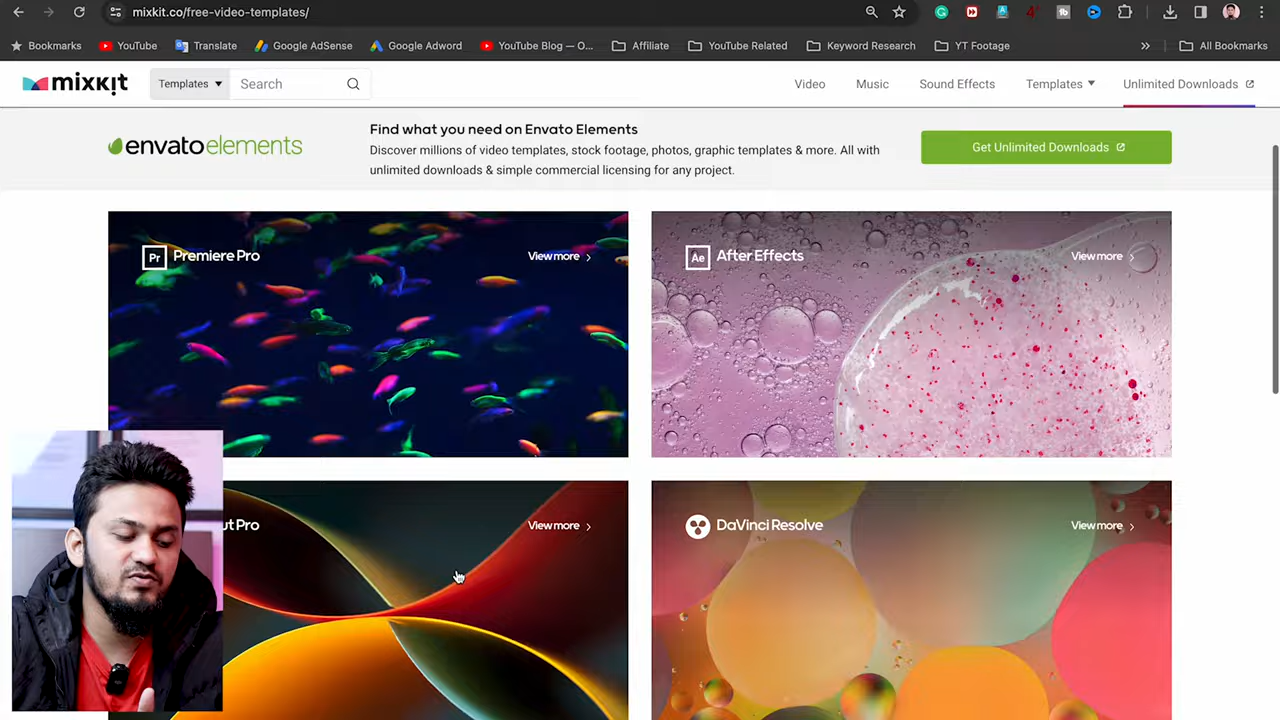 mixkit.co/free-video-templates/
Bookmarks
YouTube
Translate
Google AdSense
Google Adword
YouTube Blog — O...
Affiliate
YouTube Related
Keyword Research
YT Footage
»
All Bookmarks
mixkit
Templates
Search
Video
Music
Sound Effects
Templates
Unlimited Downloads
envato elements
Find what you need on Envato Elements
Discover millions of video templates, stock footage, photos, graphic templates & more. All with
unlimited downloads & simple commercial licensing for any project.
Get Unlimited Downloads
Pr Premiere Pro
View more
Ae After Effects
View more
ut Pro
View more
DaVinci Resolve
View more